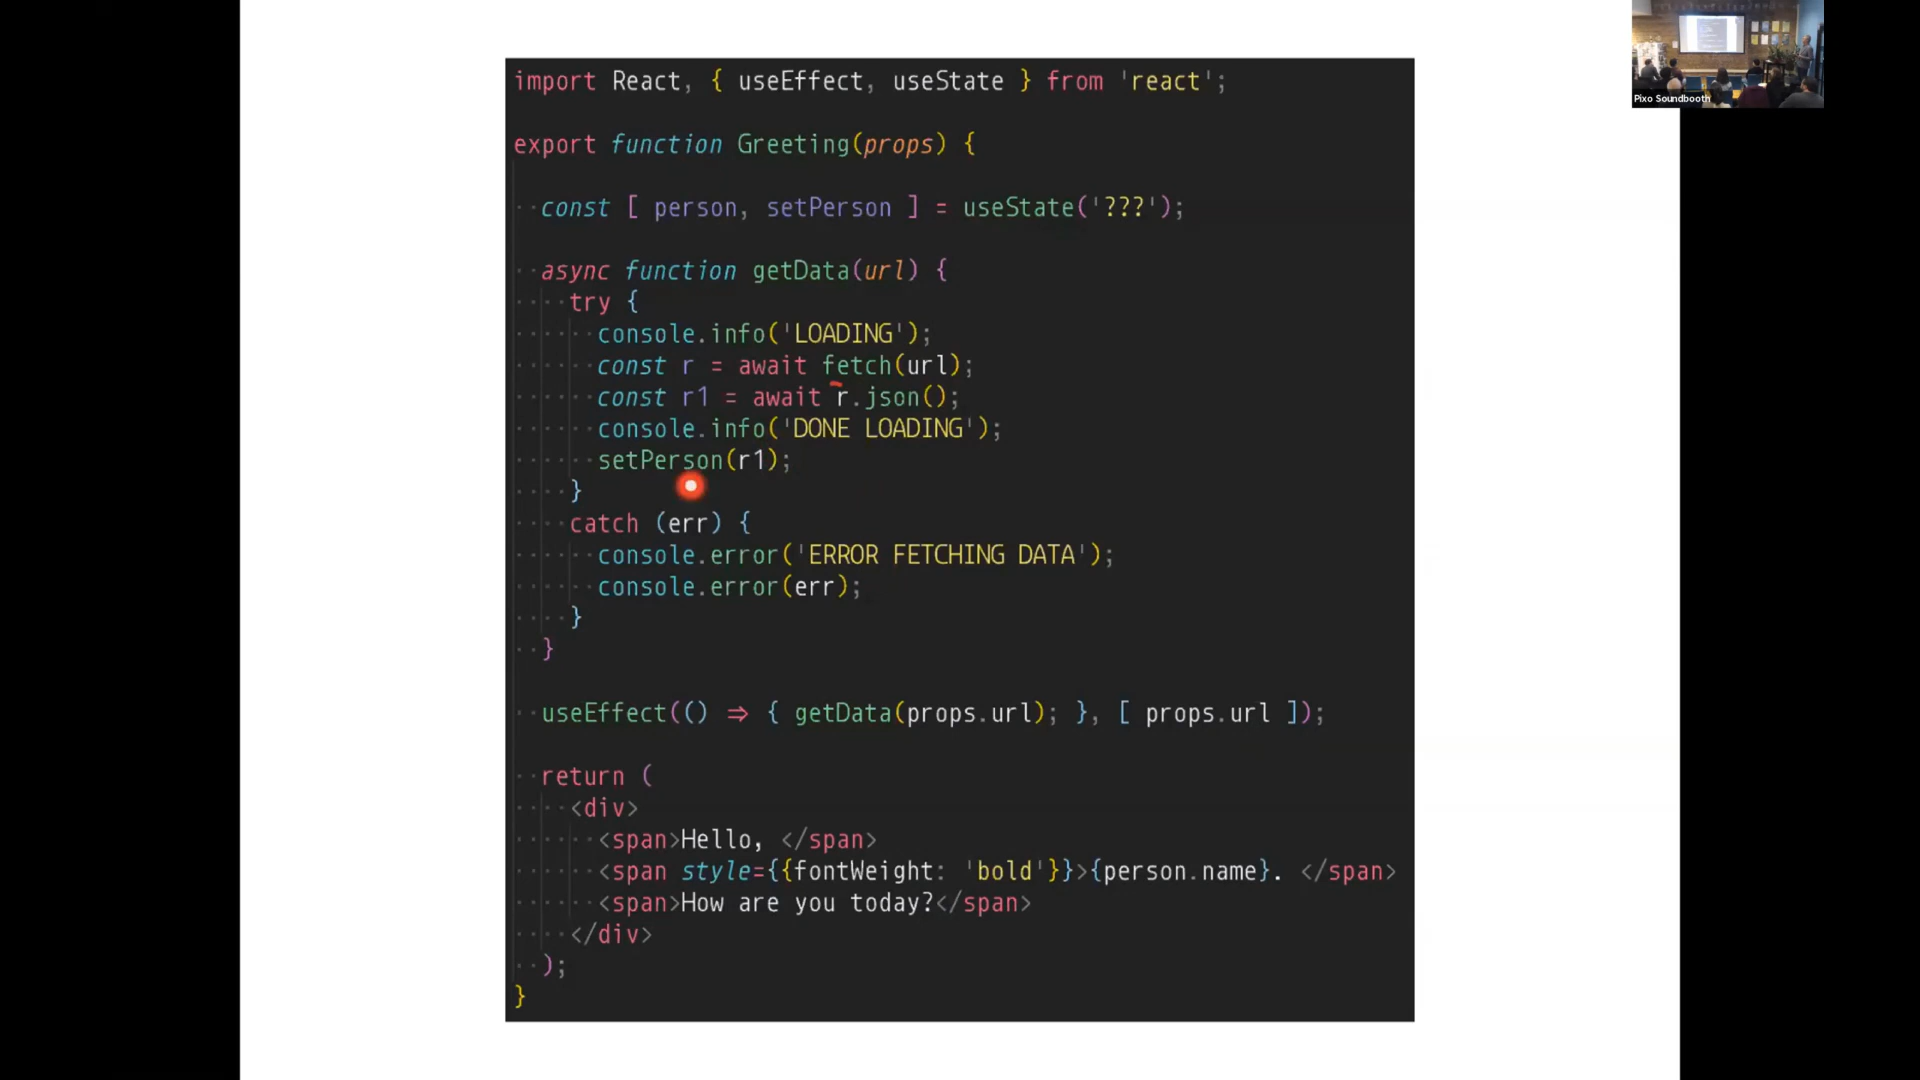 import React, { useEffect, useState } from 'react';
export function Greeting(props) {
const [ person, setPerson ] = useState('???');
async function getData(url) {
try {
console.info('LOADING');
const r = await fetch(url);
const r1 = await r.json();
console.info('DONE LOADING');
setPerson(r1);
}
catch (err) {
console.error('ERROR FETCHING DATA');
console.error(err);
}
}
useEffect(() => { getData(props.url); }, [ props.url ]);
return (
<div>
<span>Hello, </span>
<span style={{fontWeight: 'bold'}}>{person.name}. </span>
<span>How are you today?</span>
</div>
);
}
Pixo Soundbooth